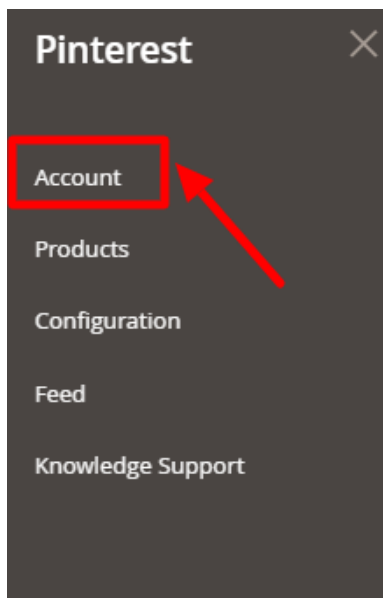 Pinterest
Account
Products
Configuration
Feed
Knowledge Support